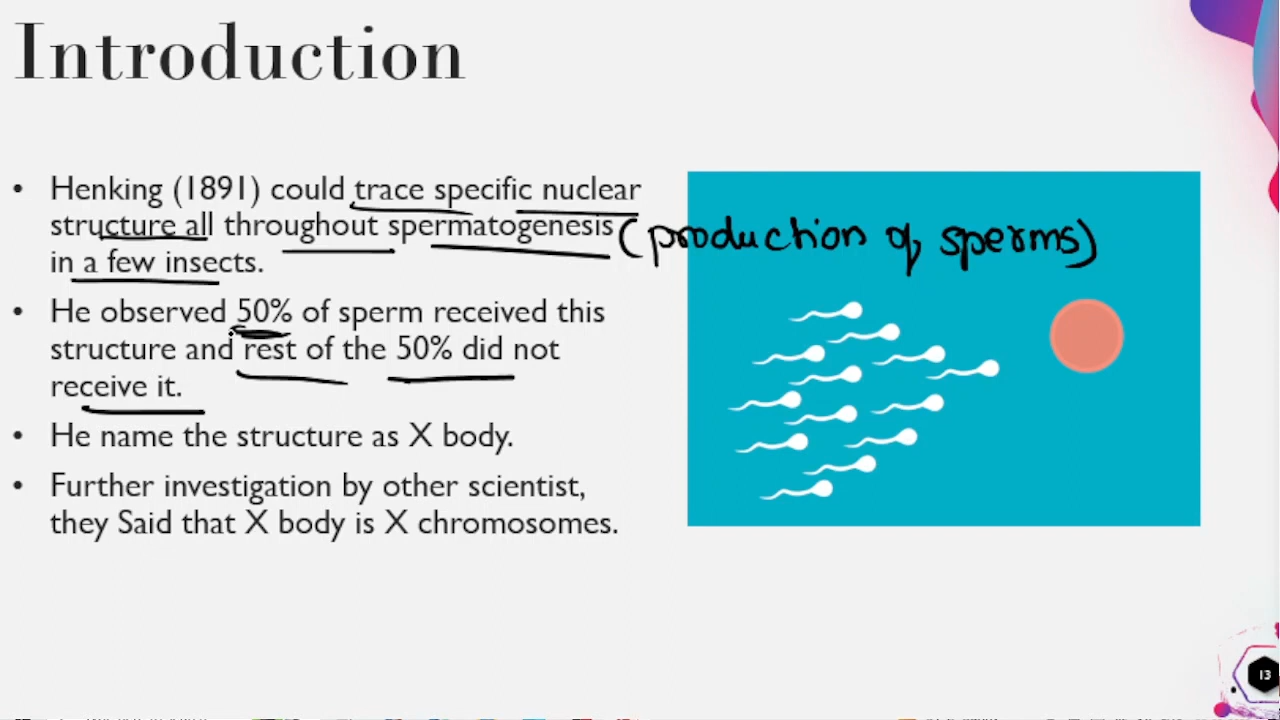 Introduction
• Henking (1891) could trace specific nuclear
structure all throughout spermatogenesis (production of sperms)
in a few insects.
• He observed 50% of sperm received this
structure and rest of the 50% did not
receive it.
• He name the structure as X body.
• Further investigation by other scientist,
they Said that X body is X chromosomes.
13